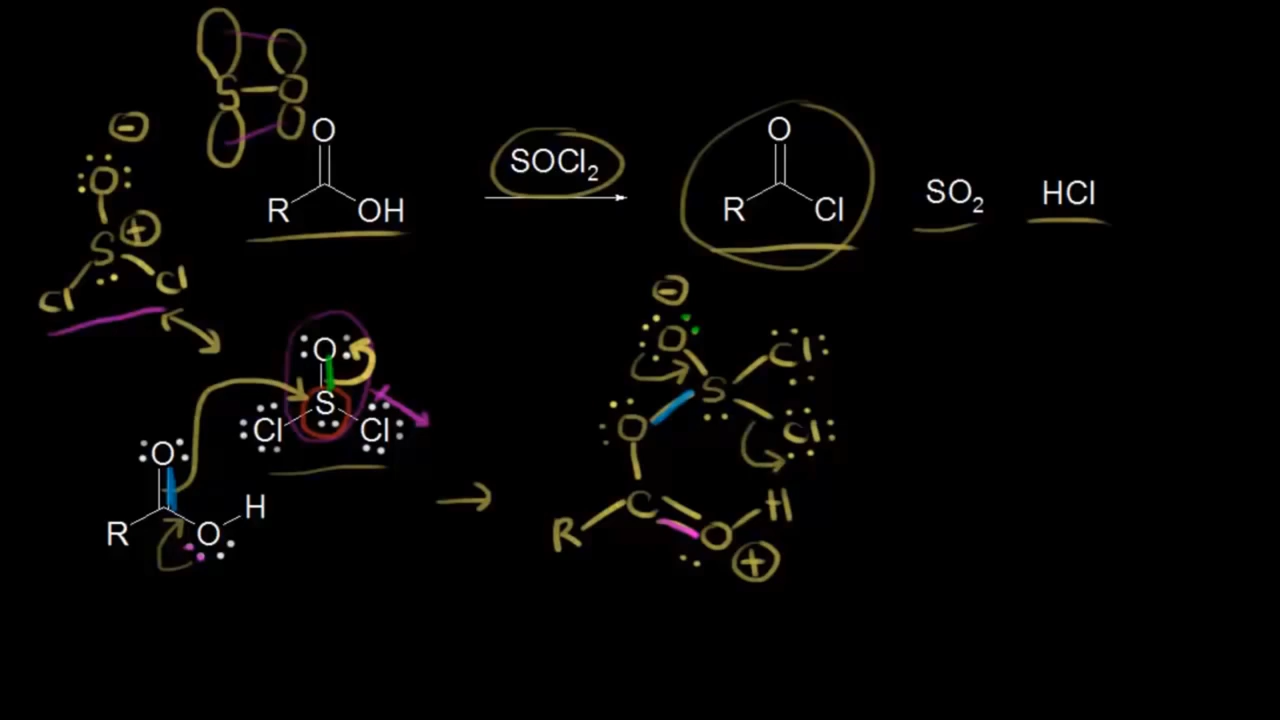 S O
O
O
O
−
SOCl2
SO2
HCl
R OH
R Cl
O
S +
Cl Cl
−
O
S
Cl Cl
O
S
Cl
Cl
O
O
R O H
R C O H
+